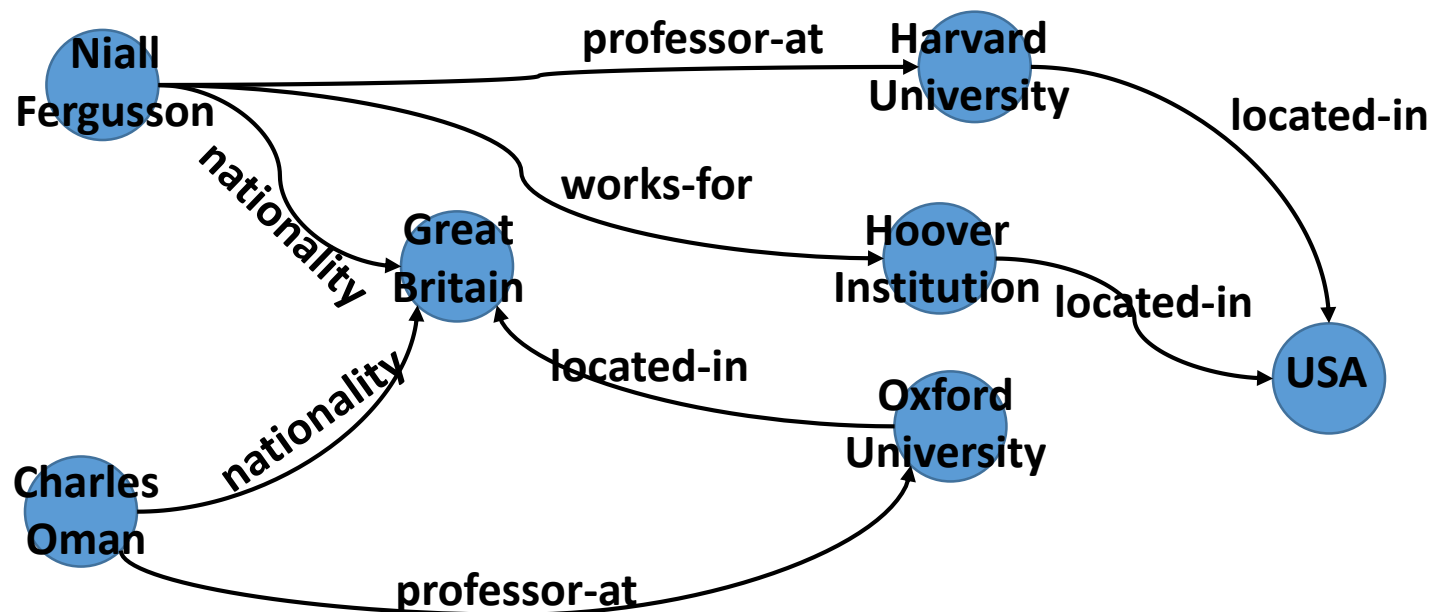 Niall
Fergusson
professor-at
Harvard
University
located-in
nationality
works-for
Great
Britain
Hoover
Institution
located-in
USA
nationality
located-in
Oxford
University
Charles
Oman
professor-at